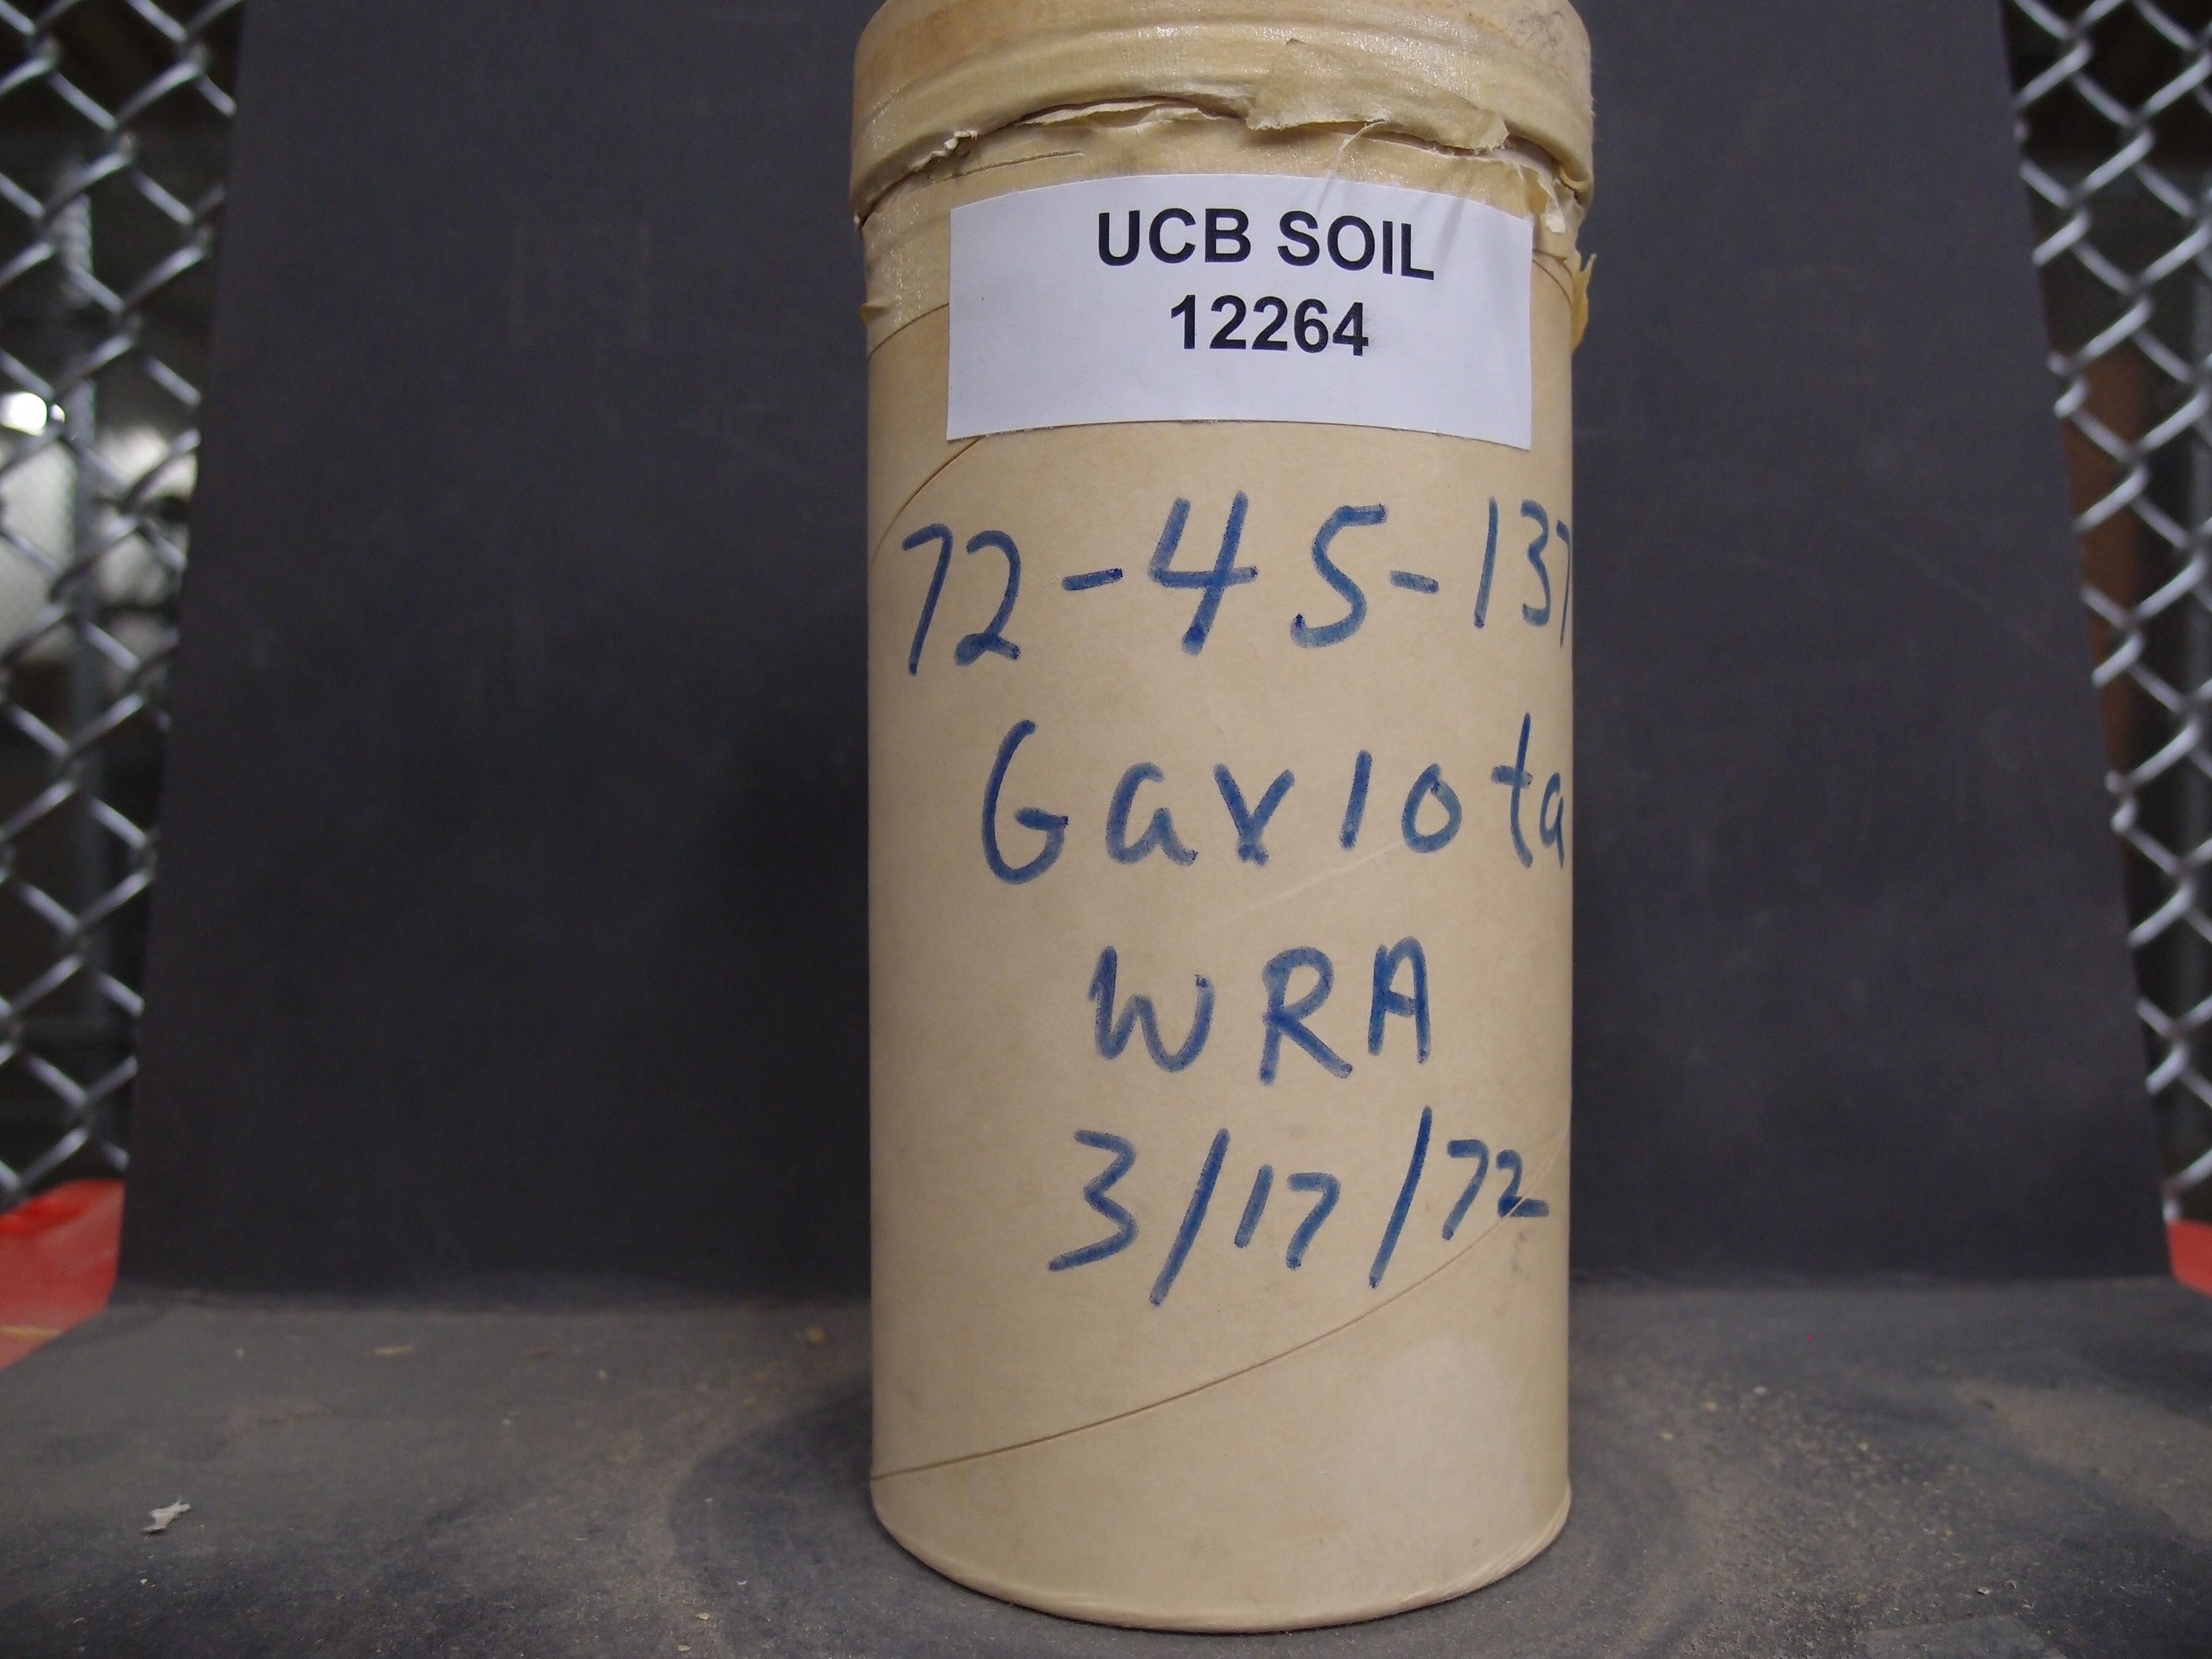 UCB SOIL
12264
72-45-137
Gaviota
WRA
3/17/72